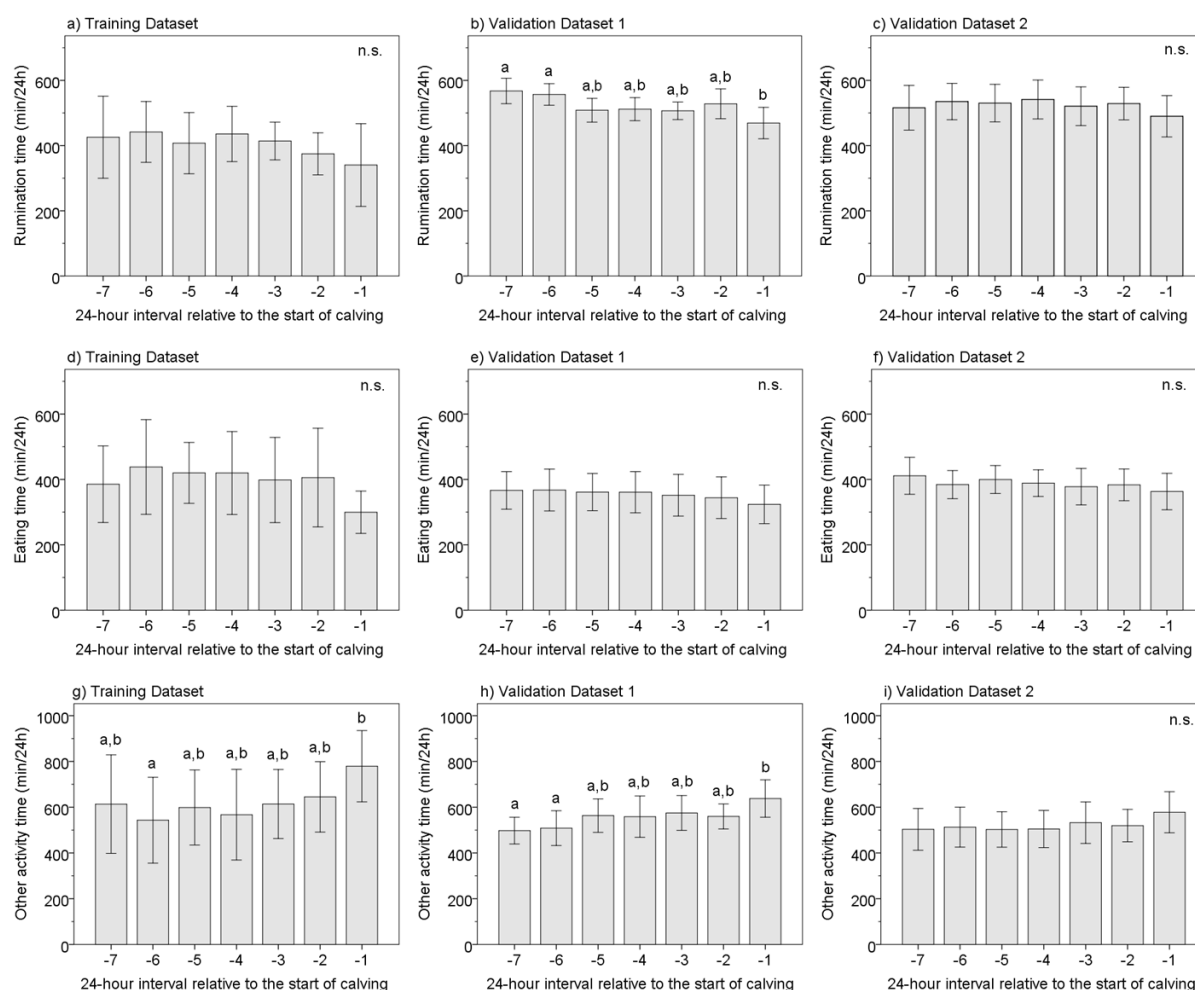 a) Training Dataset
n.s.
Rumination time (min/24h)
600
400
200
0
-7 -6 -5 -4 -3 -2 -1
24-hour interval relative to the start of calving
b) Validation Dataset 1
a a a,b a,b a,b a,b b
Rumination time (min/24h)
600
400
200
0
-7 -6 -5 -4 -3 -2 -1
24-hour interval relative to the start of calving
c) Validation Dataset 2
n.s.
Rumination time (min/24h)
600
400
200
0
-7 -6 -5 -4 -3 -2 -1
24-hour interval relative to the start of calving
d) Training Dataset
n.s.
Eating time (min/24h)
600
400
200
0
-7 -6 -5 -4 -3 -2 -1
24-hour interval relative to the start of calving
e) Validation Dataset 1
n.s.
Eating time (min/24h)
600
400
200
0
-7 -6 -5 -4 -3 -2 -1
24-hour interval relative to the start of calving
f) Validation Dataset 2
n.s.
Eating time (min/24h)
600
400
200
0
-7 -6 -5 -4 -3 -2 -1
24-hour interval relative to the start of calving
g) Training Dataset
a,b a a,b a,b a,b a,b b
Other activity time (min/24h)
1000
800
600
400
200
0
-7 -6 -5 -4 -3 -2 -1
24-hour interval relative to the start of calving
h) Validation Dataset 1
a a a,b a,b a,b a,b b
Other activity time (min/24h)
1000
800
600
400
200
0
-7 -6 -5 -4 -3 -2 -1
24-hour interval relative to the start of calving
i) Validation Dataset 2
n.s.
Other activity time (min/24h)
1000
800
600
400
200
0
-7 -6 -5 -4 -3 -2 -1
24-hour interval relative to the start of calving